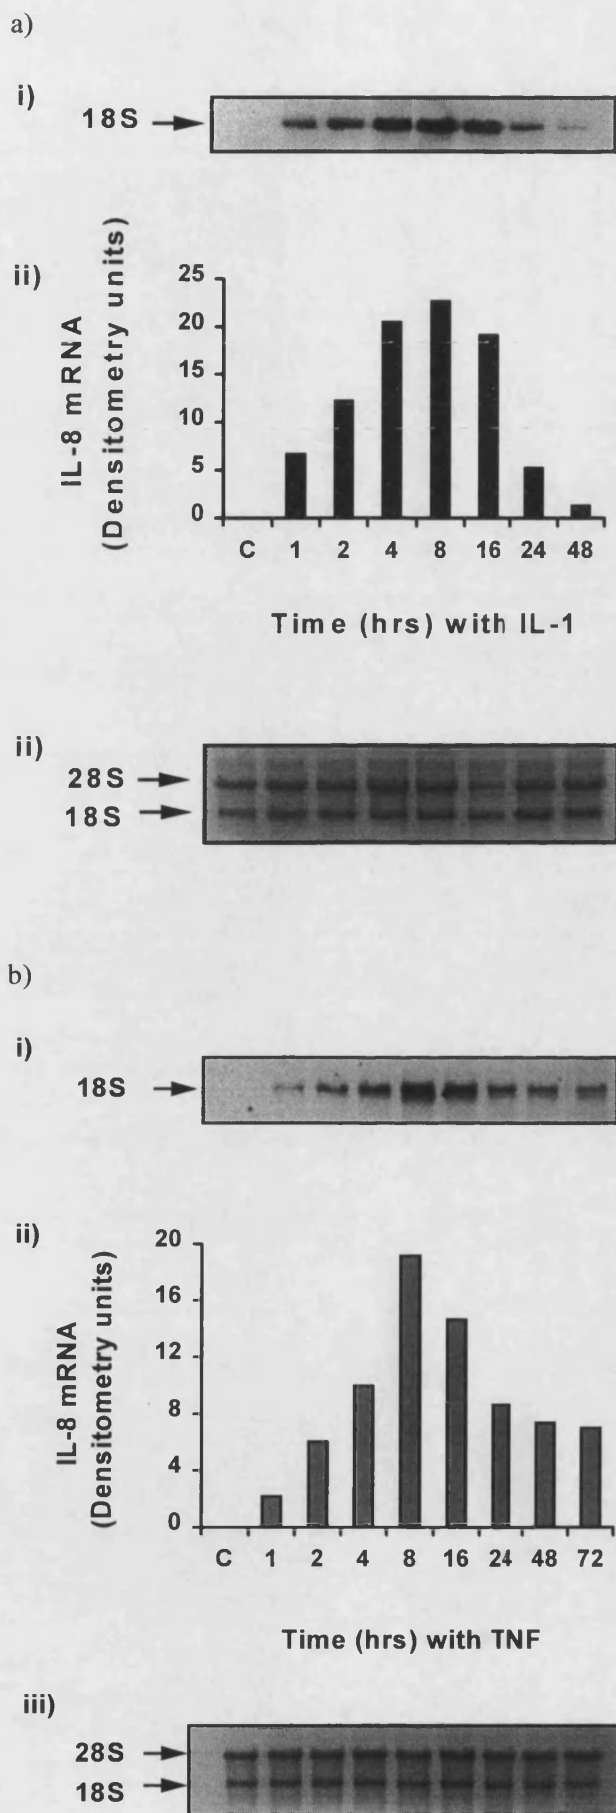 a)
i)
18S
ii)
IL-8 mRNA
(Densitometry units)
25
20
15
10
5
0
C 1 2 4 8 16 24 48
Time (hrs) with IL-1
ii)
28S
18S
b)
i)
18S
ii)
IL-8 mRNA
(Densitometry units)
20
16
12
8
4
0
C 1 2 4 8 16 24 48 72
Time (hrs) with TNF
iii)
28S
18S